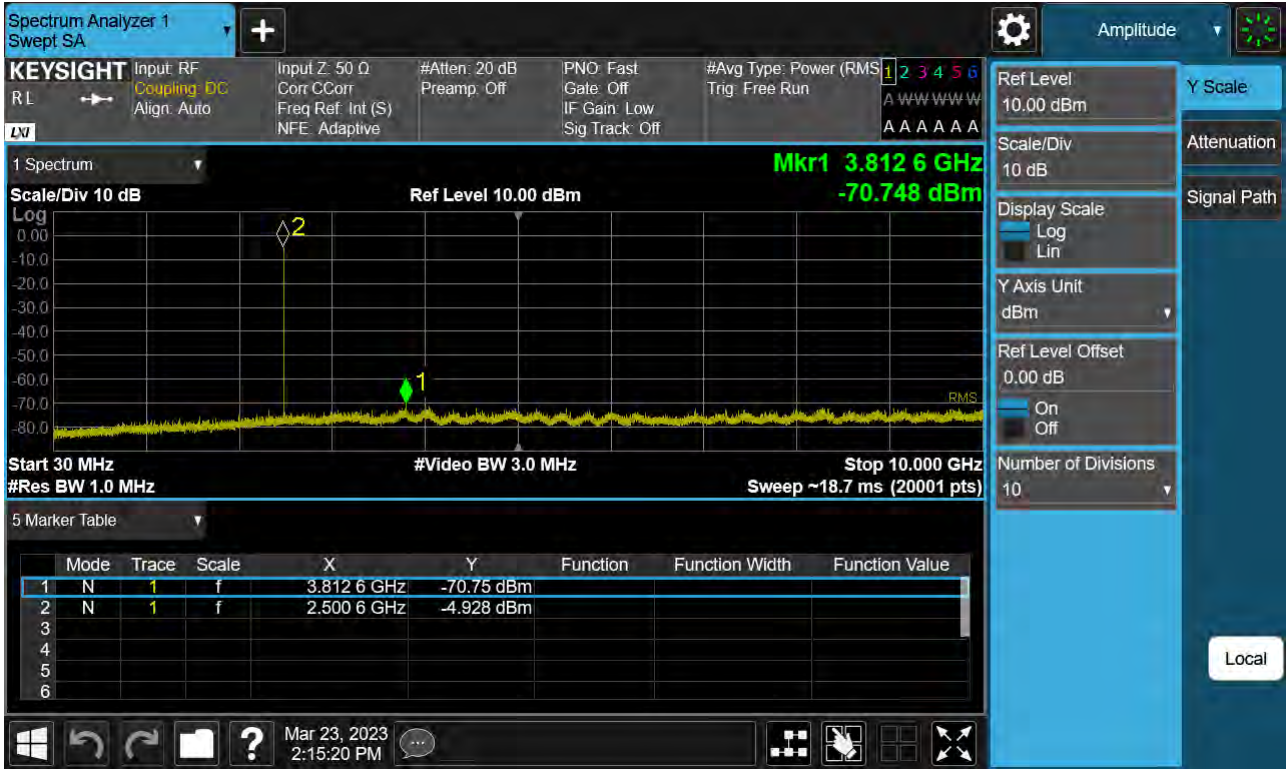 Spectrum Analyzer 1
Swept SA
Amplitude
KEYSIGHT
R L
LXI
Input: RF
Coupling: DC
Align: Auto
Input Z: 50 Ω
Corr CCorr
Freq Ref: Int (S)
NFE: Adaptive
#Atten: 20 dB
Preamp: Off
PNO: Fast
Gate: Off
IF Gain: Low
Sig Track: Off
#Avg Type: Power (RMS
Trig: Free Run
1 2 3 4 5 6
A W W W W W
A A A A A A
1 Spectrum
Mkr1 3.812 6 GHz
-70.748 dBm
Scale/Div 10 dB
Ref Level 10.00 dBm
Log
0.00
-10.0
-20.0
-30.0
-40.0
-50.0
-60.0
-70.0
-80.0
2
1
RMS
Start 30 MHz
#Video BW 3.0 MHz
Stop 10.000 GHz
#Res BW 1.0 MHz
Sweep ~18.7 ms (20001 pts)
5 Marker Table
Mode Trace Scale X Y Function Function Width Function Value
1 N 1 f 3.812 6 GHz -70.75 dBm
2 N 1 f 2.500 6 GHz -4.928 dBm
3
4
5
6
Ref Level
10.00 dBm
Scale/Div
10 dB
Display Scale
Log
Lin
Y Axis Unit
dBm
Ref Level Offset
0.00 dB
On
Off
Number of Divisions
10
Y Scale
Attenuation
Signal Path
Local
?
Mar 23, 2023
2:15:20 PM